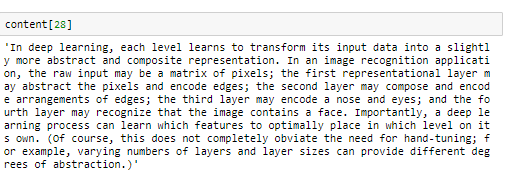 content[28]
'In deep learning, each level learns to transform its input data into a slightl
y more abstract and composite representation. In an image recognition applicati
on, the raw input may be a matrix of pixels; the first representational layer m
ay abstract the pixels and encode edges; the second layer may compose and encod
e arrangements of edges; the third layer may encode a nose and eyes; and the fo
urth layer may recognize that the image contains a face. Importantly, a deep le
arning process can learn which features to optimally place in which level on it
s own. (Of course, this does not completely obviate the need for hand-tuning; f
or example, varying numbers of layers and layer sizes can provide different deg
rees of abstraction.)'